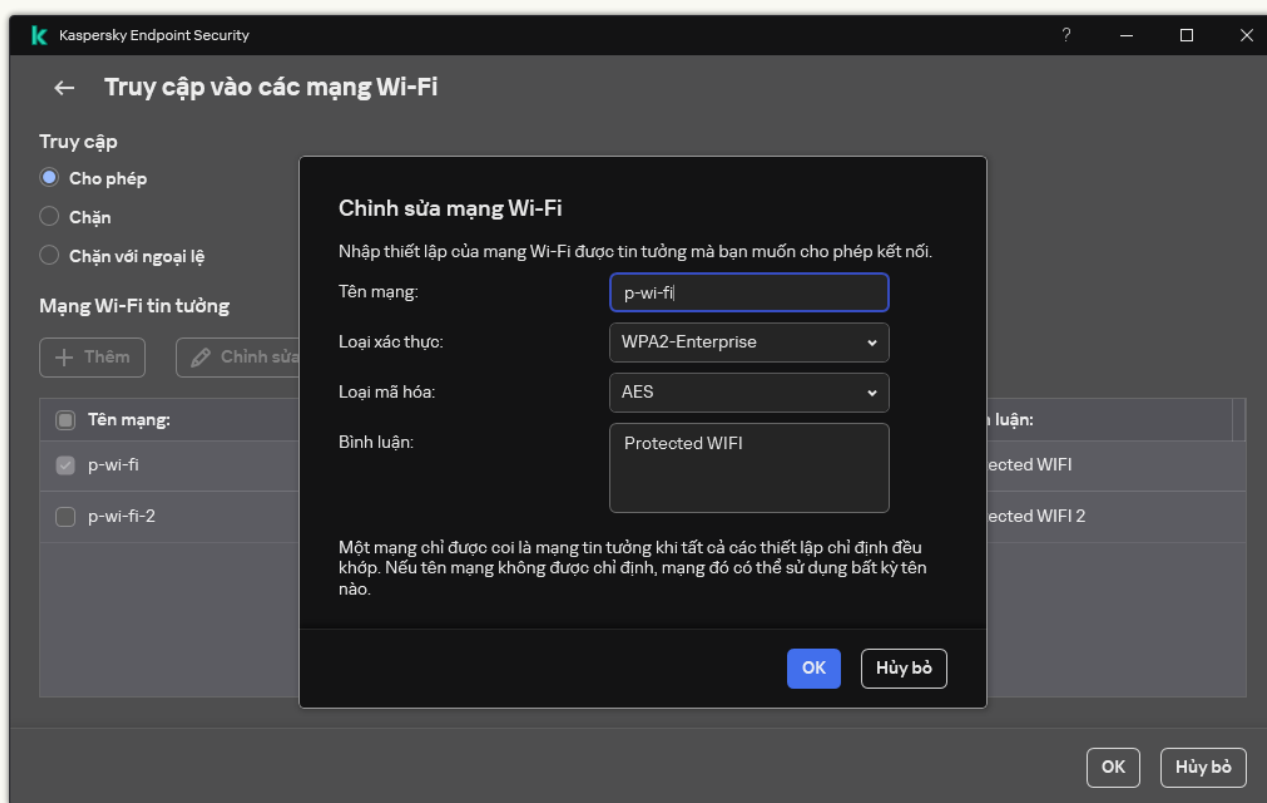 Kaspersky Endpoint Security
?
Truy cập vào các mạng Wi-Fi
Truy cập
Cho phép
Chặn
Chặn với ngoại lệ
Mạng Wi-Fi tin tưởng
Thêm
Chỉnh sửa
Tên mạng:
luận:
p-wi-fi
ected WIFI
p-wi-fi-2
ected WIFI 2
Chỉnh sửa mạng Wi-Fi
Nhập thiết lập của mạng Wi-Fi được tin tưởng mà bạn muốn cho phép kết nối.
Tên mạng:
p-wi-fi
Loại xác thực:
WPA2-Enterprise
Loại mã hóa:
AES
Bình luận:
Protected WIFI
Một mạng chỉ được coi là mạng tin tưởng khi tất cả các thiết lập chỉ định đều
khớp. Nếu tên mạng không được chỉ định, mạng đó có thể sử dụng bất kỳ tên
nào.
OK
Hủy bỏ
OK
Hủy bỏ